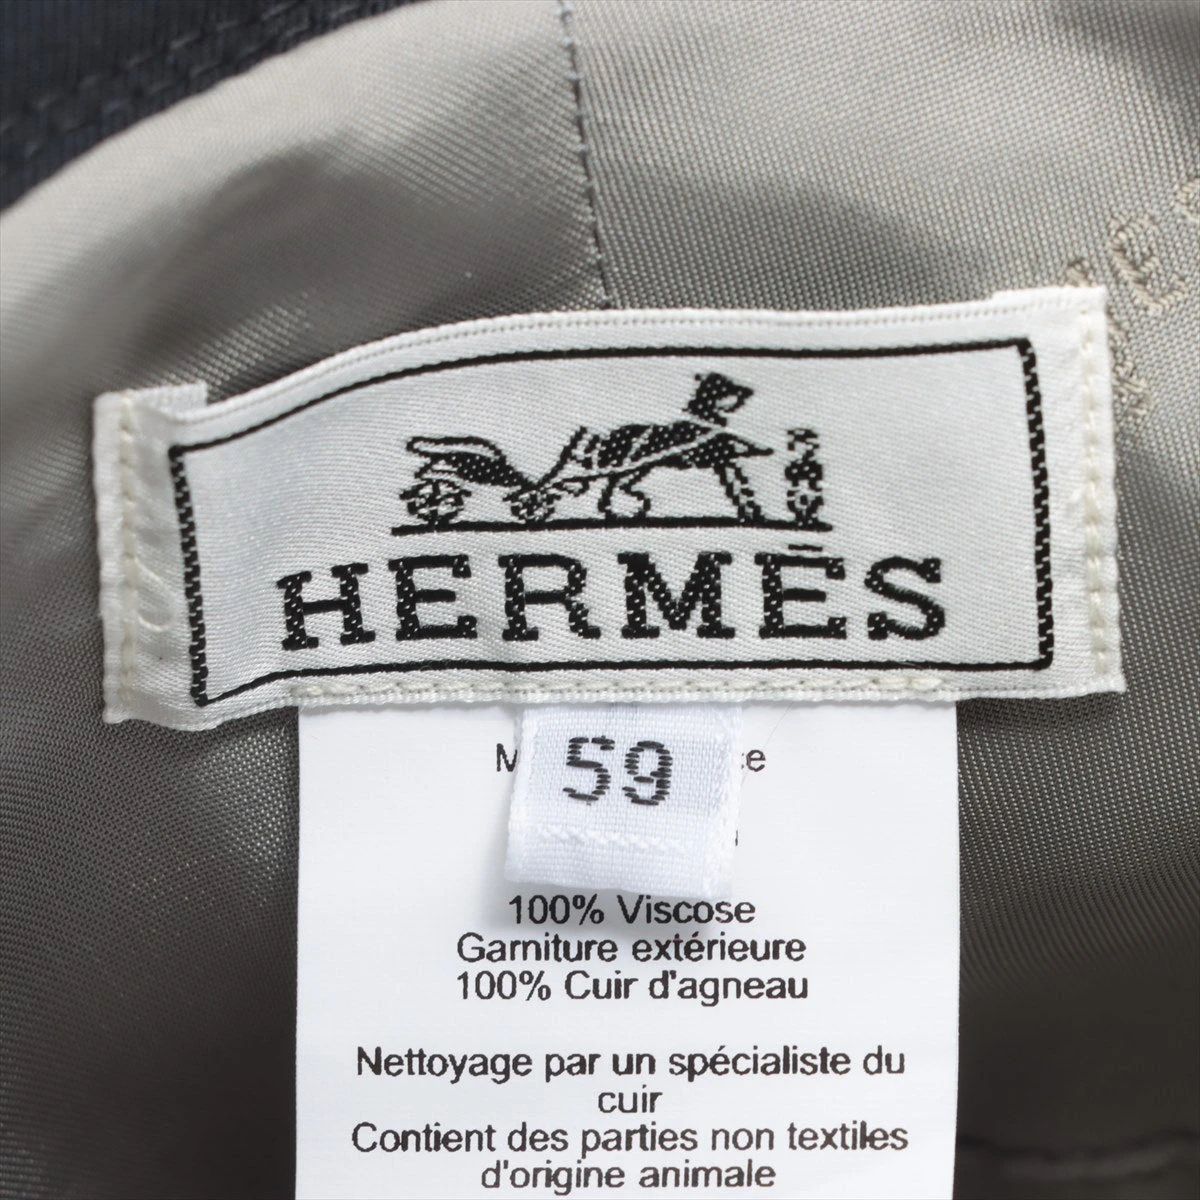 HERMÈS
59
100% Viscose
Garniture extérieure
100% Cuir d'agneau
Nettoyage par un spécialiste du
cuir
Contient des parties non textiles
d'origine animale